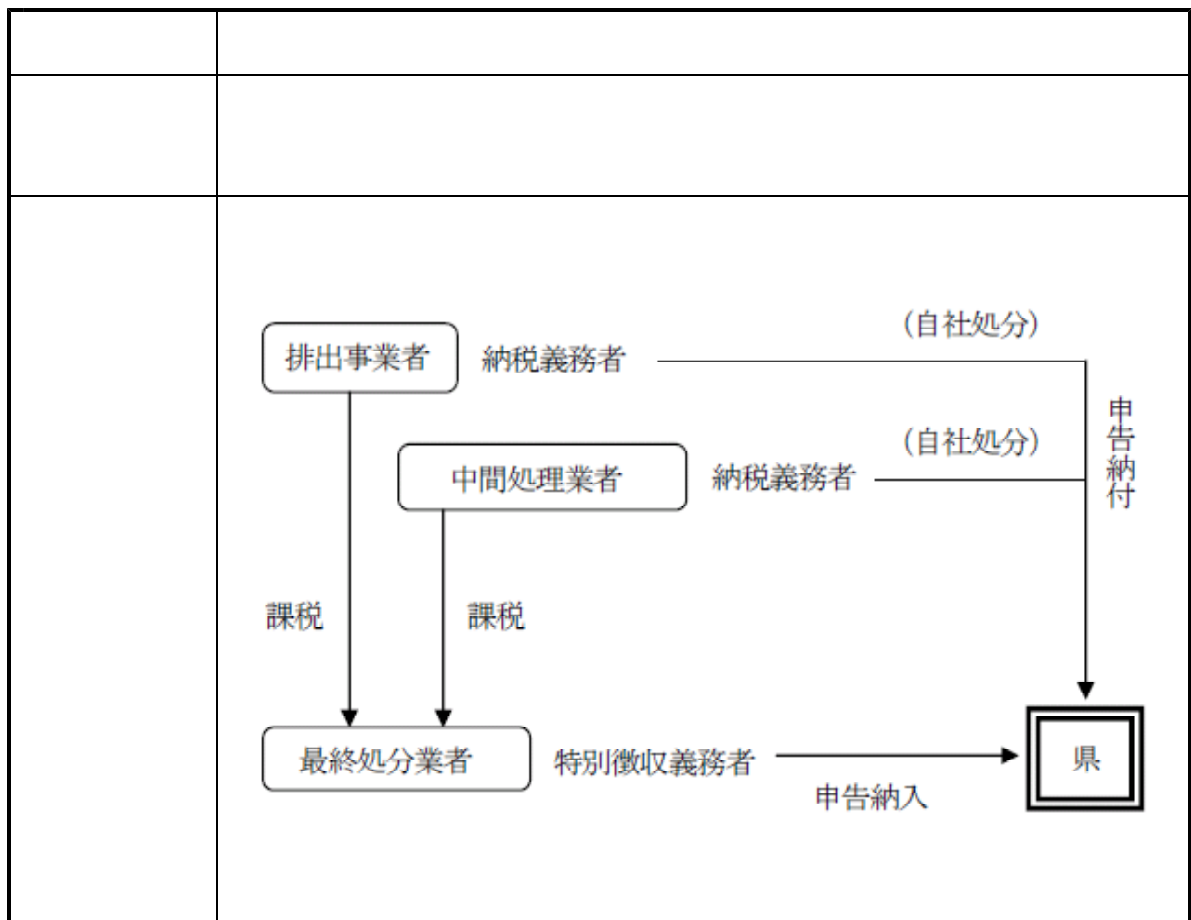 (自社処分)
排出事業者
納税義務者
申告納付
(自社処分)
中間処理業者
納税義務者
課税
課税
最終処分業者
特別徴収義務者
県
申告納入